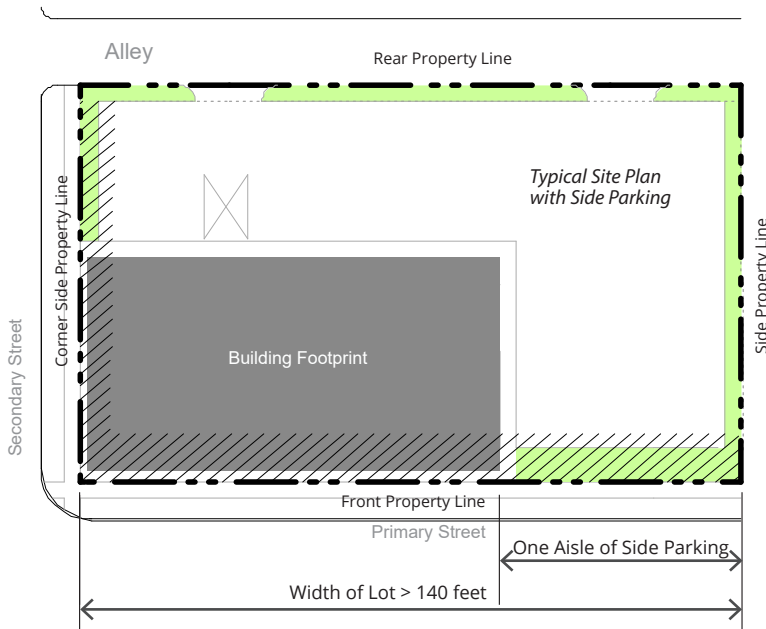 Alley
Rear Property Line
Typical Site Plan
with Side Parking
Corner Side Property Line
Side Property Line
Secondary Street
Building Footprint
Front Property Line
Primary Street
One Aisle of Side Parking
Width of Lot > 140 feet